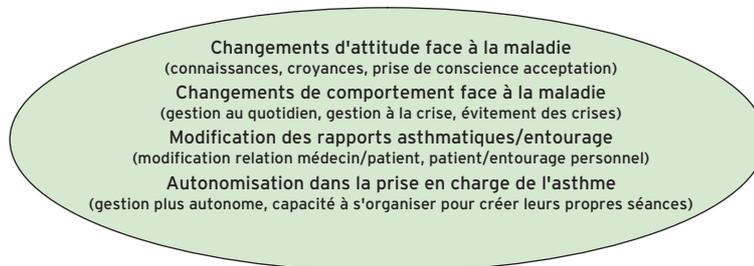 Changements d'attitude face à la maladie
(connaissances, croyances, prise de conscience acceptation)
Changements de comportement face à la maladie
(gestion au quotidien, gestion à la crise, évitement des crises)
Modification des rapports asthmatiques/entourage
(modification relation médecin/patient, patient/entourage personnel)
Autonomisation dans la prise en charge de l'asthme
(gestion plus autonome, capacité à s'organiser pour créer leurs propres séances)